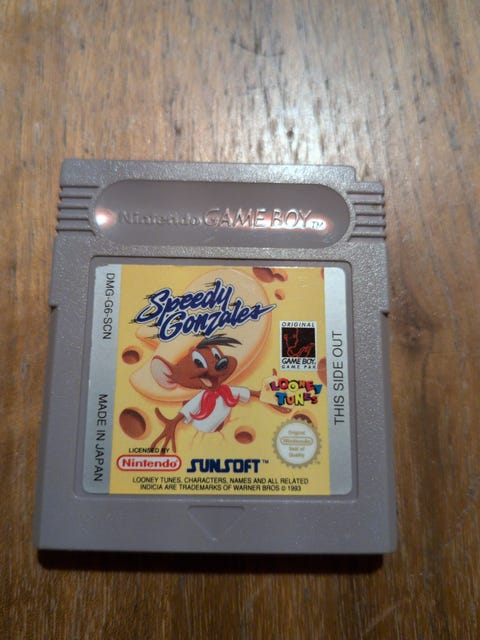 Nintendo GAME BOY TM
DMG-G6-SCN
MADE IN JAPAN
Speedy
Gonzales
ORIGINAL
Nintendo
GAME BOY
GAME PAK
LOONEY
TUNES
THIS SIDE OUT
Original
Nintendo
Seal of
Quality
LICENSED BY
Nintendo
SUNSOFT TM
LOONEY TUNES, CHARACTERS, NAMES AND ALL RELATED
INDICIA ARE TRADEMARKS OF WARNER BROS © 1993